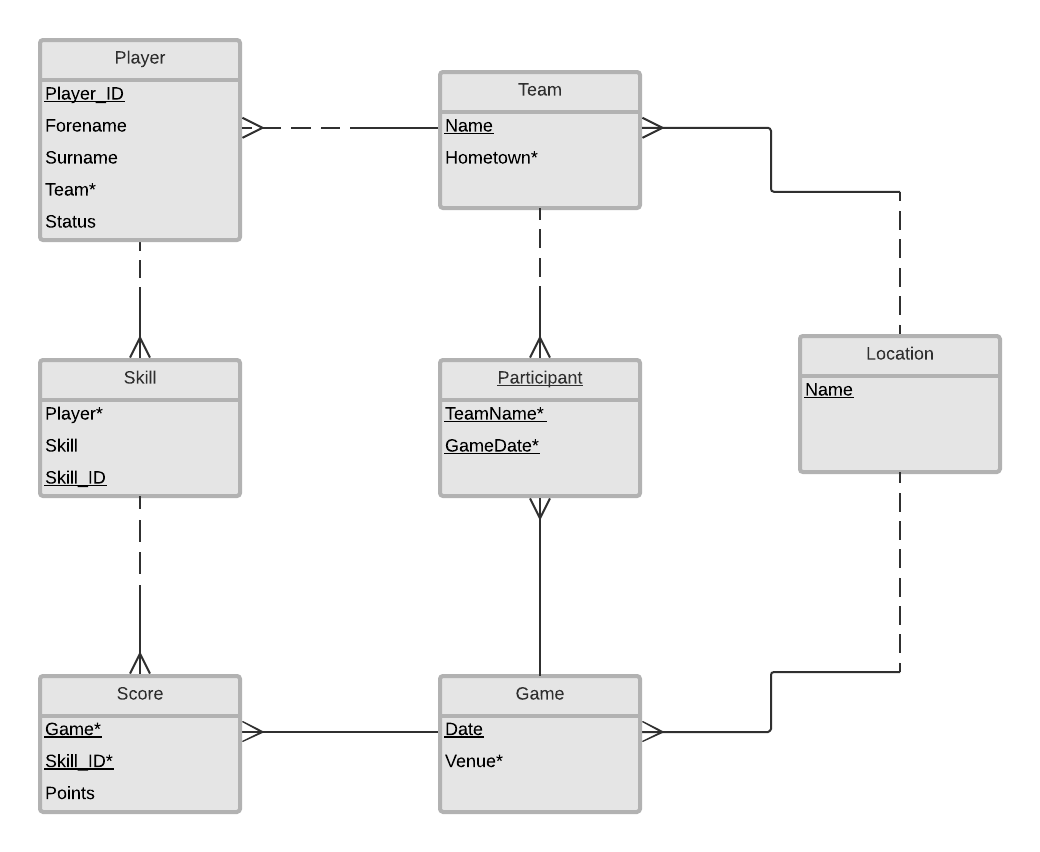 Player
Player_ID
Forename
Surname
Team*
Status
Team
Name
Hometown*
Skill
Player*
Skill
Skill_ID
Participant
TeamName*
GameDate*
Location
Name
Score
Game*
Skill_ID*
Points
Game
Date
Venue*